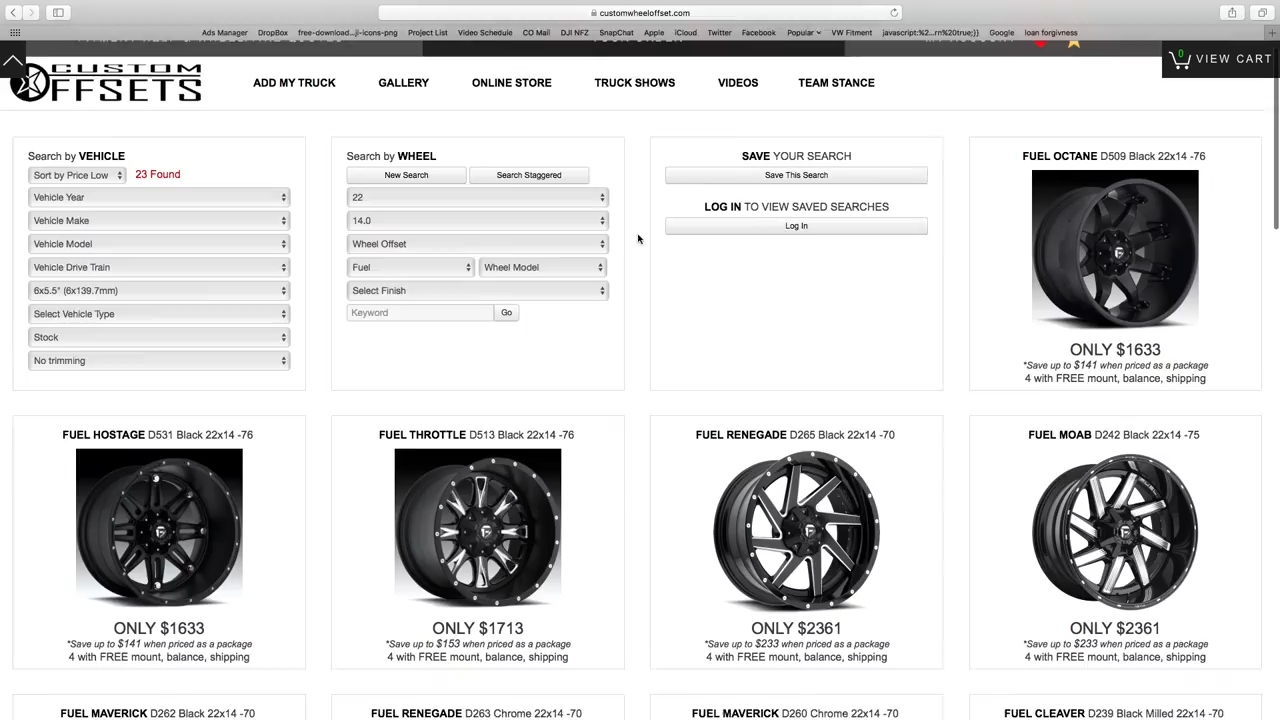 customwheeloffset.com
Ads Manager DropBox free-download...ji-icons-png Project List Video Schedule CO Mail DJI NFZ SnapChat Apple iCloud Twitter Facebook Popular VW Fitment javascript:%2...rn%20true;}} Google loan forgivness
CUSTOM OFFSETS
ADD MY TRUCK GALLERY ONLINE STORE TRUCK SHOWS VIDEOS TEAM STANCE
0 VIEW CART
Search by VEHICLE
Sort by Price Low 23 Found
Vehicle Year
Vehicle Make
Vehicle Model
Vehicle Drive Train
6x5.5" (6x139.7mm)
Select Vehicle Type
Stock
No trimming
Search by WHEEL
New Search Search Staggered
22
14.0
Wheel Offset
Fuel Wheel Model
Select Finish
Keyword Go
SAVE YOUR SEARCH
Save This Search
LOG IN TO VIEW SAVED SEARCHES
Log In
FUEL OCTANE D509 Black 22x14 -76
ONLY $1633
*Save up to $141 when priced as a package
4 with FREE mount, balance, shipping
FUEL HOSTAGE D531 Black 22x14 -76
ONLY $1633
*Save up to $141 when priced as a package
4 with FREE mount, balance, shipping
FUEL THROTTLE D513 Black 22x14 -76
ONLY $1713
*Save up to $153 when priced as a package
4 with FREE mount, balance, shipping
FUEL RENEGADE D265 Black 22x14 -70
ONLY $2361
*Save up to $233 when priced as a package
4 with FREE mount, balance, shipping
FUEL MOAB D242 Black 22x14 -75
ONLY $2361
*Save up to $233 when priced as a package
4 with FREE mount, balance, shipping
FUEL MAVERICK D262 Black 22x14 -70
FUEL RENEGADE D263 Chrome 22x14 -70
FUEL MAVERICK D260 Chrome 22x14 -70
FUEL CLEAVER D239 Black Milled 22x14 -70